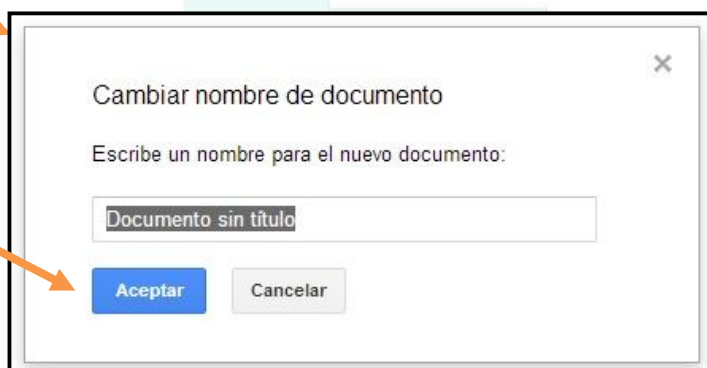 Cambiar nombre de documento
Escribe un nombre para el nuevo documento:
Documento sin título
Aceptar Cancelar